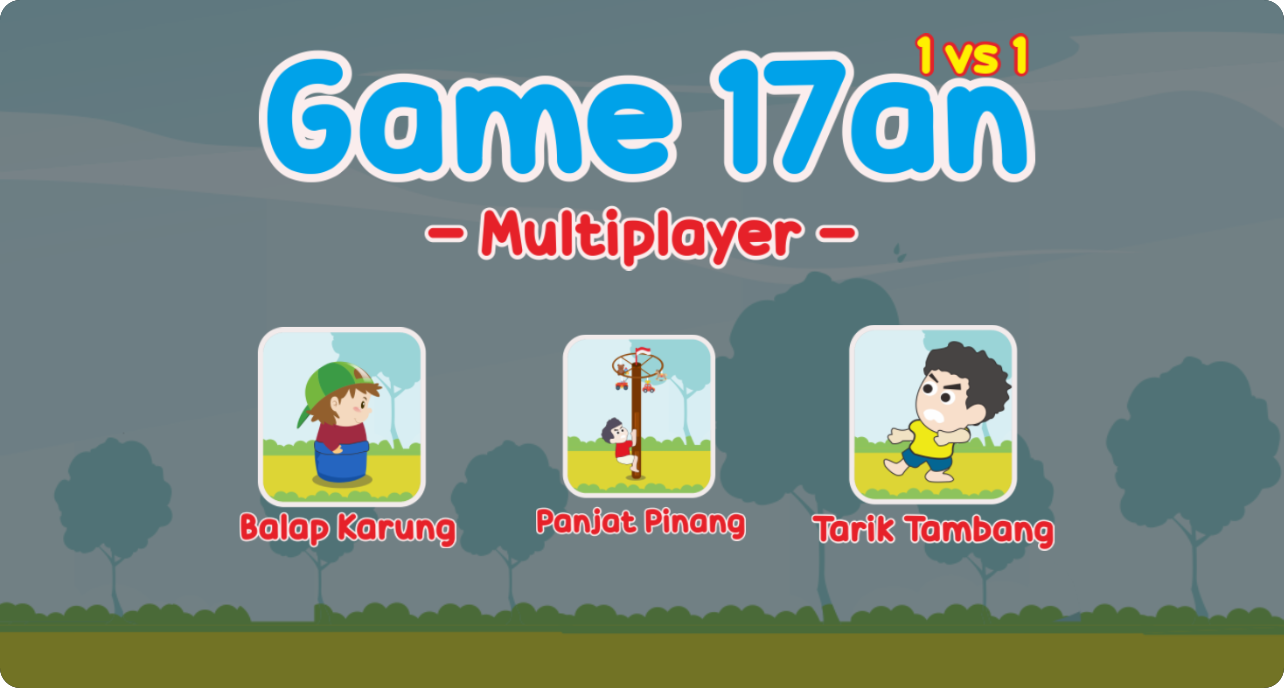 1 vs 1
Game 17an
- Multiplayer -
Balap Karung
Panjat Pinang
Tarik Tambang